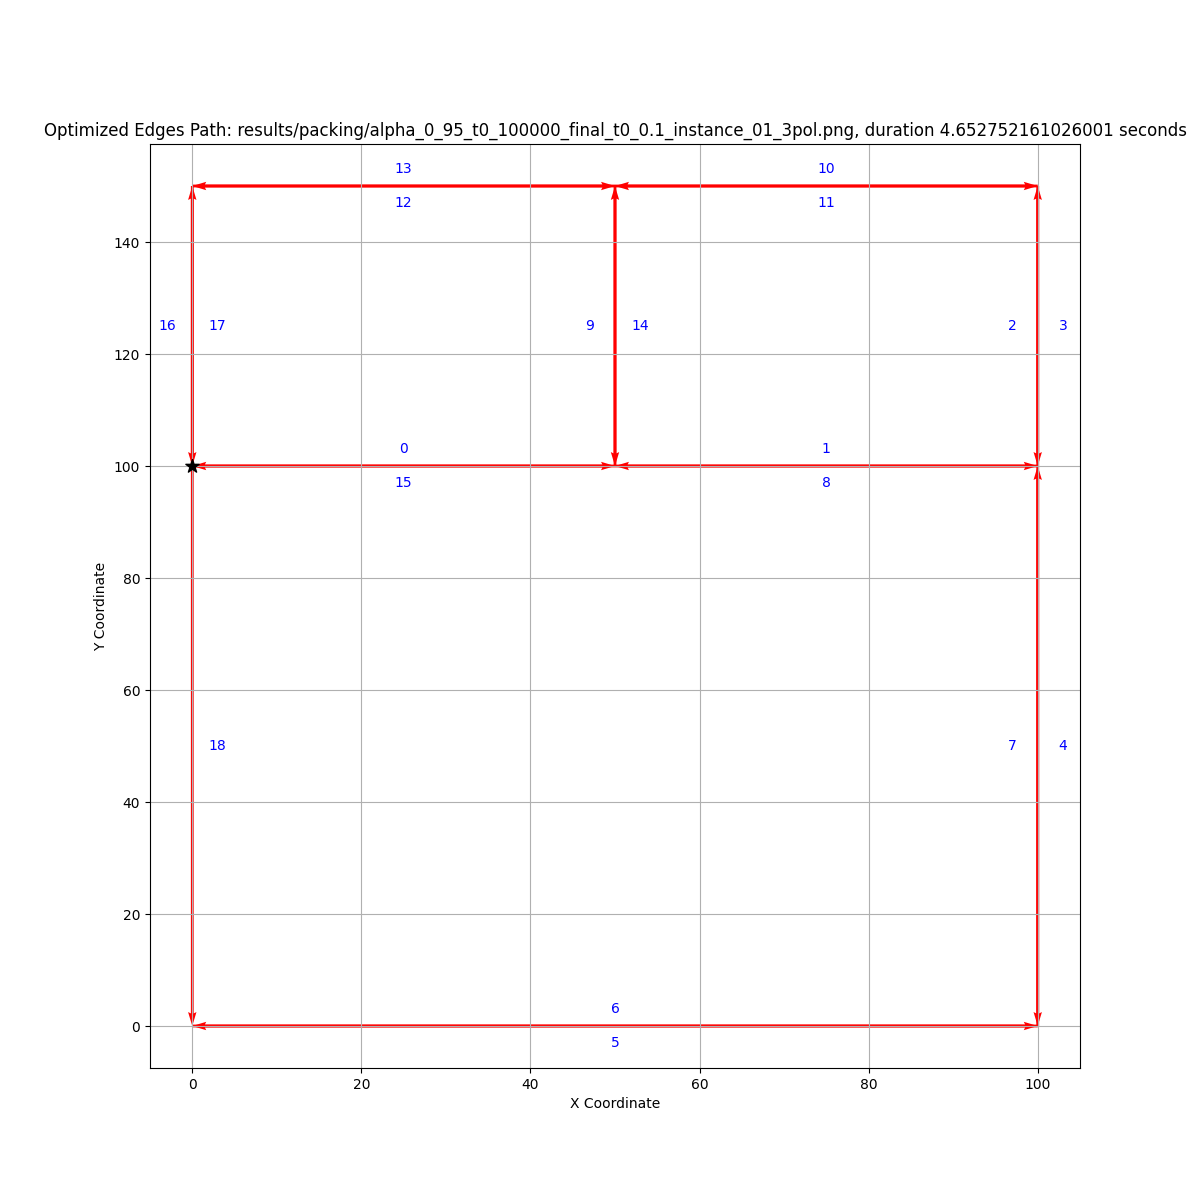 Optimized Edges Path: results/packing/alpha_0_95_t0_100000_final_t0_0.1_instance_01_3pol.png, duration 4.652752161026001 seconds
13 10
12 11
140
16 17 9 14 2 3
120
0 1
100
15 8
80
Y Coordinate
60
18 7 4
40
20
6
0
5
0 20 40 60 80 100
X Coordinate